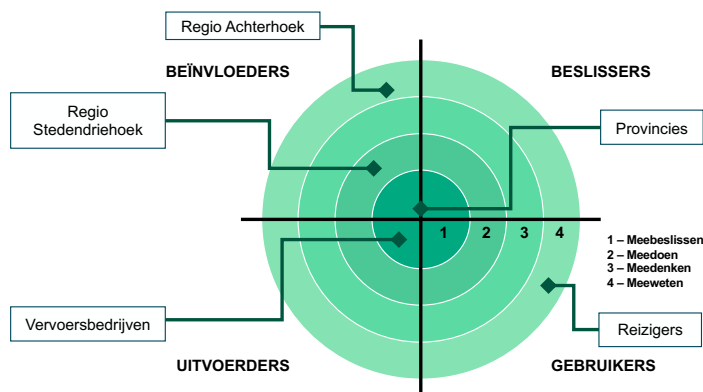 Regio Achterhoek
BEÏNVLOEDERS
BESLISSERS
Regio
Stedendriehoek
Provincies
1
2
3
4
1 – Meebeslissen
2 – Meedoen
3 – Meedenken
4 – Meeweten
Vervoersbedrijven
Reizigers
UITVOERDERS
GEBRUIKERS